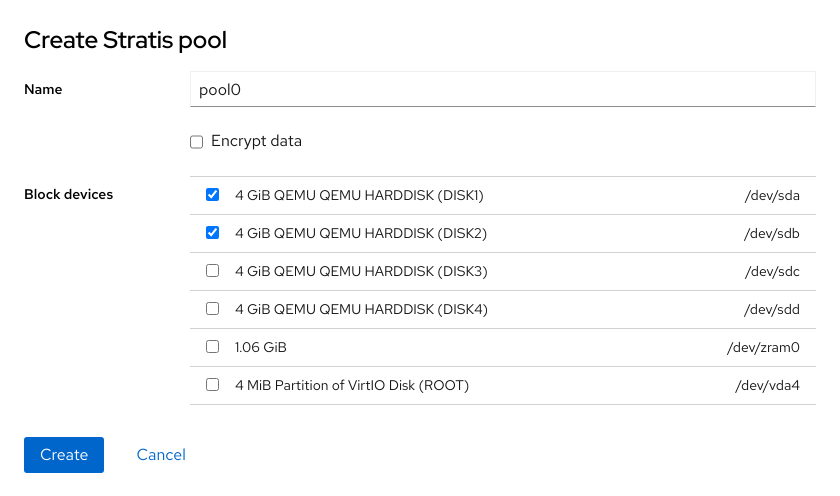 Create Stratis pool
Name
pool0
Encrypt data
Block devices
4 GiB QEMU QEMU HARDDISK (DISK1) /dev/sda
4 GiB QEMU QEMU HARDDISK (DISK2) /dev/sdb
4 GiB QEMU QEMU HARDDISK (DISK3) /dev/sdc
4 GiB QEMU QEMU HARDDISK (DISK4) /dev/sdd
1.06 GiB /dev/zram0
4 MiB Partition of VirtIO Disk (ROOT) /dev/vda4
Create Cancel